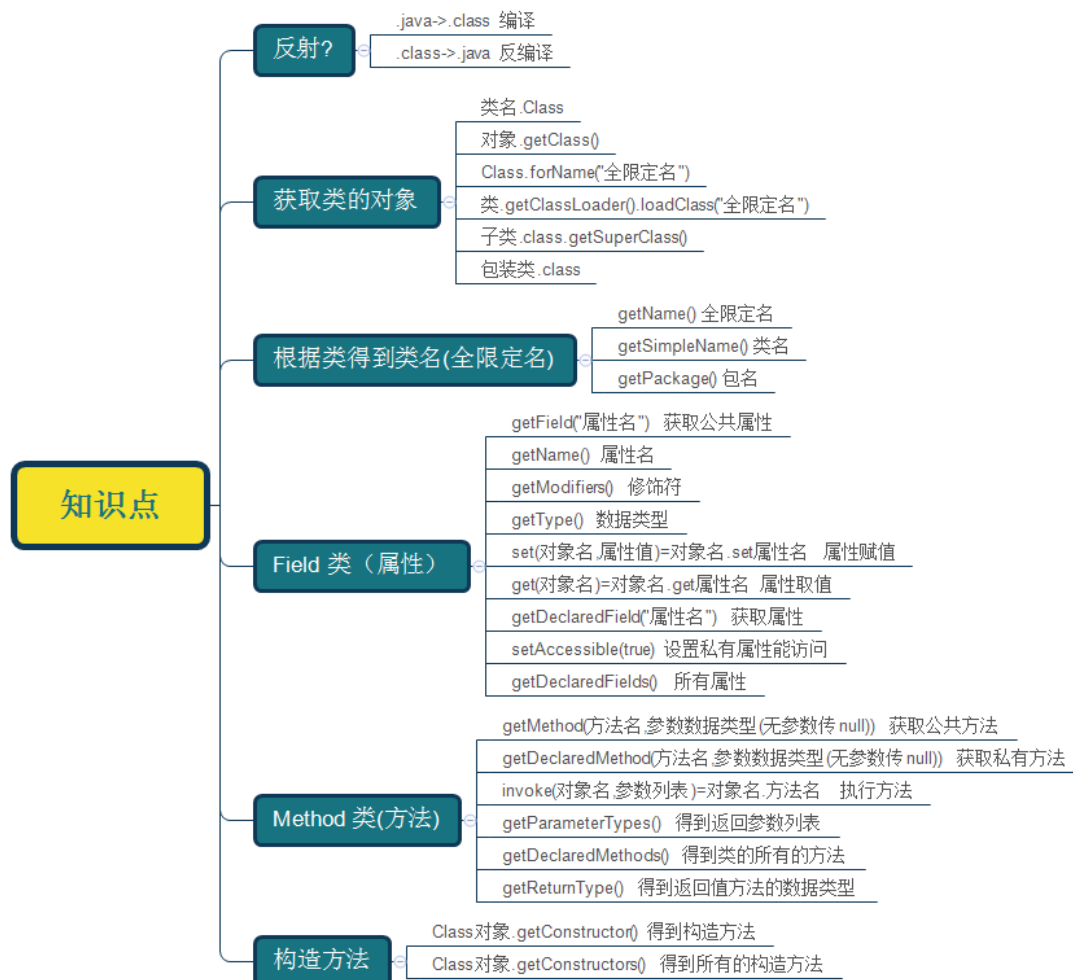 知识点
反射?
.java->.class 编译
.class->.java 反编译
获取类的对象
类名.Class
对象.getClass()
Class.forName("全限定名")
类.getClassLoader().loadClass("全限定名")
子类.class.getSuperClass()
包装类.class
根据类得到类名(全限定名)
getName() 全限定名
getSimpleName() 类名
getPackage() 包名
Field 类（属性）
getField("属性名") 获取公共属性
getName() 属性名
getModifiers() 修饰符
getType() 数据类型
set(对象名,属性值)=对象名.set属性名 属性赋值
get(对象名)=对象名.get属性名 属性取值
getDeclaredField("属性名") 获取属性
setAccessible(true) 设置私有属性能访问
getDeclaredFields() 所有属性
Method 类(方法)
getMethod(方法名,参数数据类型(无参数传null)) 获取公共方法
getDeclaredMethod(方法名,参数数据类型(无参数传null)) 获取私有方法
invoke(对象名,参数列表)=对象名.方法名 执行方法
getParameterTypes() 得到返回参数列表
getDeclaredMethods() 得到类的所有的方法
getReturnType() 得到返回值方法的数据类型
构造方法
Class对象.getConstructor() 得到构造方法
Class对象.getConstructors() 得到所有的构造方法